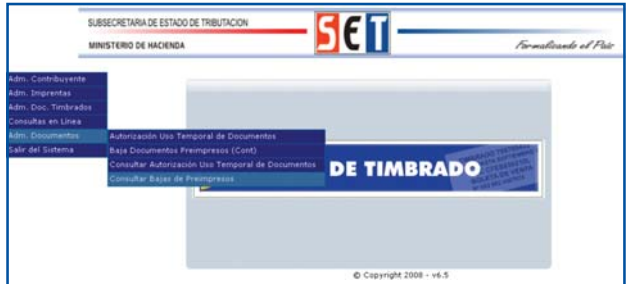 SUBSECRETARIA DE ESTADO DE TRIBUTACION
MINISTERIO DE HACIENDA
SET
Formalizando el País
Adm. Contribuyente
Adm. Imprentas
Adm. Doc. Timbrados
Consultas en Línea
Adm. Documentos
Salir del Sistema
Autorización Uso Temporal de Documentos
Baja Documentos Preimpresos (Cont)
Consultar Autorización Uso Temporal de Documentos
Consultar Bajas de Preimpresos
DE TIMBRADO
© Copyright 2008 - v6.5